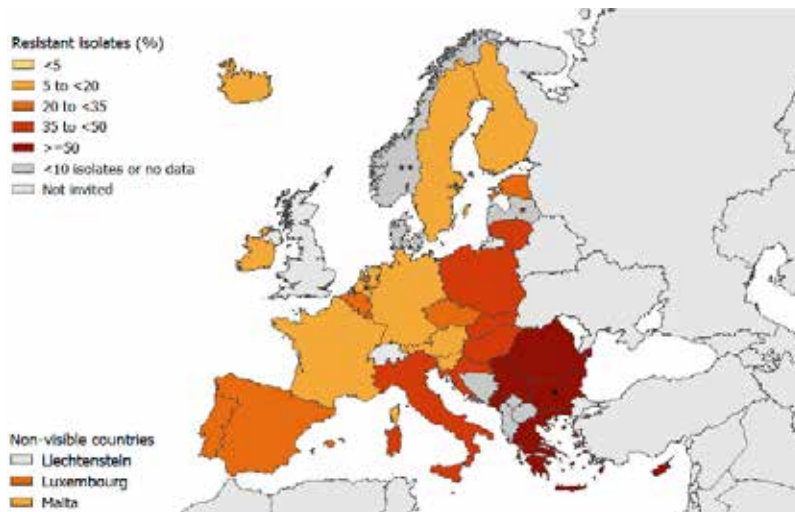 Resistant isolates (%)
<5
5 to <20
20 to <35
35 to <50
>=50
<10 isolates or no data
Not invited
Non-visible countries
Liechtenstein
Luxembourg
Malta